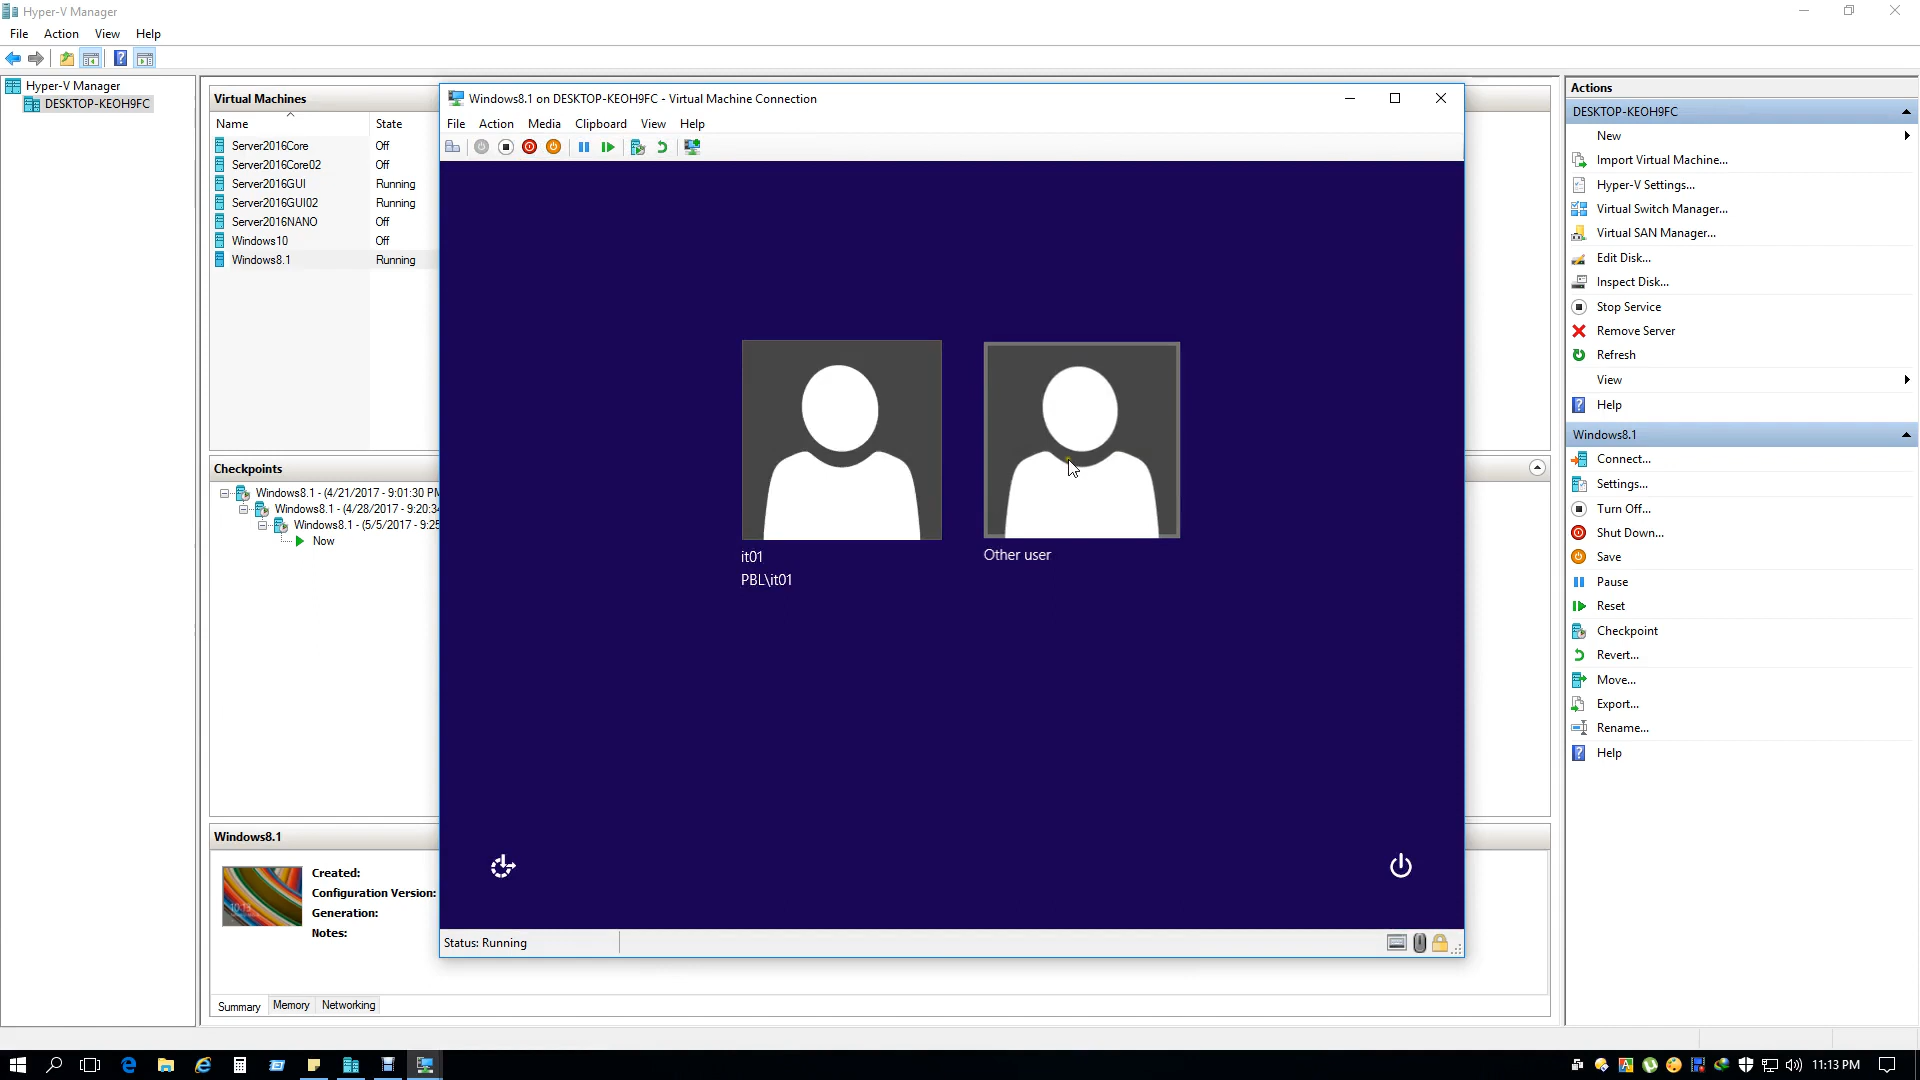 Hyper-V Manager
File Action View Help
Hyper-V Manager
DESKTOP-KEOH9FC
Virtual Machines
Name State
Server2016Core Off
Server2016Core02 Off
Server2016GUI Running
Server2016GUI02 Running
Server2016NANO Off
Windows10 Off
Windows8.1 Running
Checkpoints
Windows8.1 - (4/21/2017 - 9:01:30 PM
Windows8.1 - (4/28/2017 - 9:20:34
Windows8.1 - (5/5/2017 - 9:25
Now
Windows8.1
Created:
Configuration Version:
Generation:
Notes:
10:13
Summary Memory Networking
Windows8.1 on DESKTOP-KEOH9FC - Virtual Machine Connection
File Action Media Clipboard View Help
it01
PBL\it01
Other user
Status: Running
Actions
DESKTOP-KEOH9FC
New
Import Virtual Machine...
Hyper-V Settings...
Virtual Switch Manager...
Virtual SAN Manager...
Edit Disk...
Inspect Disk...
Stop Service
Remove Server
Refresh
View
Help
Windows8.1
Connect...
Settings...
Turn Off...
Shut Down...
Save
Pause
Reset
Checkpoint
Revert...
Move...
Export...
Rename...
Help
11:13 PM